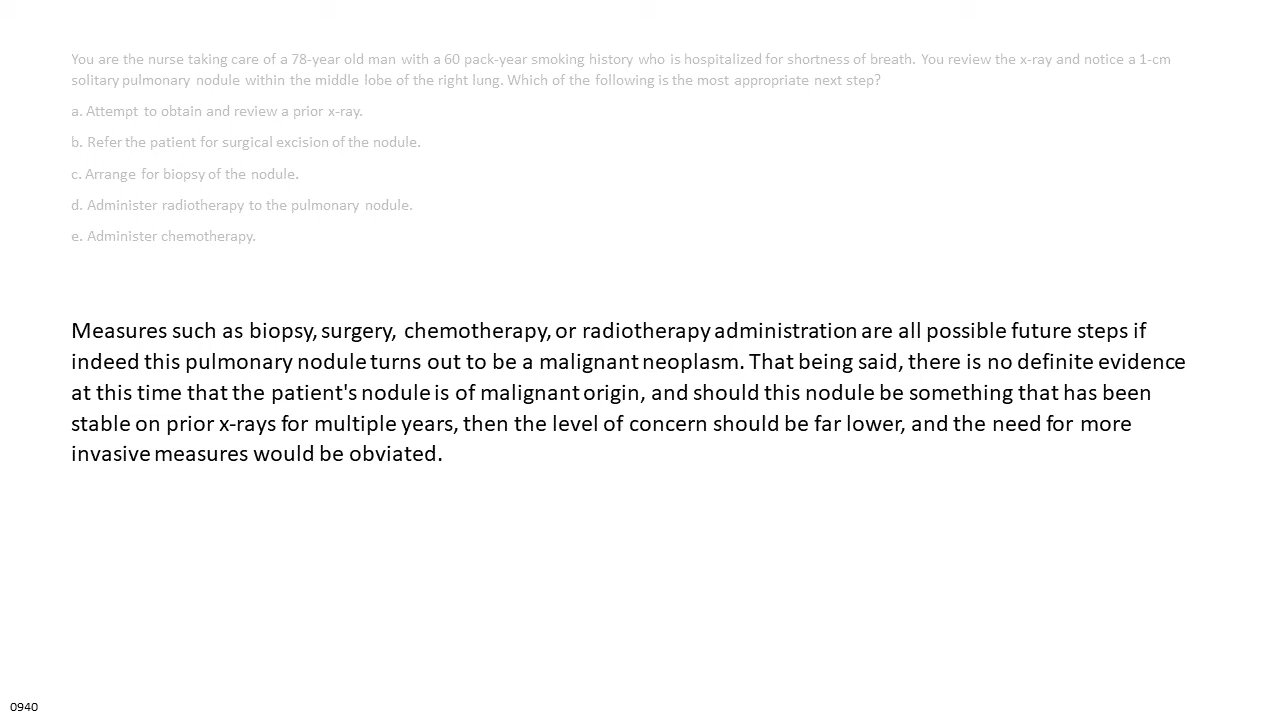 You are the nurse taking care of a 78-year old man with a 60 pack-year smoking history who is hospitalized for shortness of breath. You review the x-ray and notice a 1-cm
solitary pulmonary nodule within the middle lobe of the right lung. Which of the following is the most appropriate next step?
a. Attempt to obtain and review a prior x-ray.
b. Refer the patient for surgical excision of the nodule.
c. Arrange for biopsy of the nodule.
d. Administer radiotherapy to the pulmonary nodule.
e. Administer chemotherapy.
Measures such as biopsy, surgery, chemotherapy, or radiotherapy administration are all possible future steps if
indeed this pulmonary nodule turns out to be a malignant neoplasm. That being said, there is no definite evidence
at this time that the patient's nodule is of malignant origin, and should this nodule be something that has been
stable on prior x-rays for multiple years, then the level of concern should be far lower, and the need for more
invasive measures would be obviated.
0940